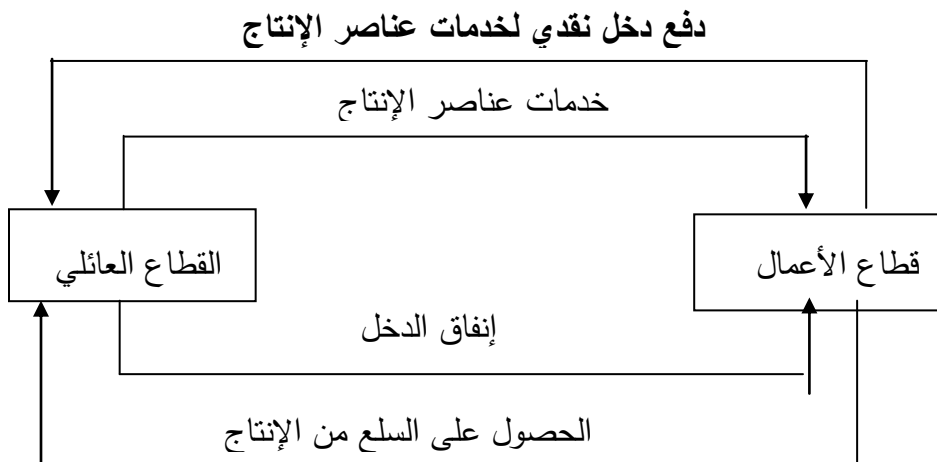 دفع دخل نقدي لخدمات عناصر الإنتاج
خدمات عناصر الإنتاج
قطاع الأعمال
القطاع العائلي
إنفاق الدخل
الحصول على السلع من الإنتاج